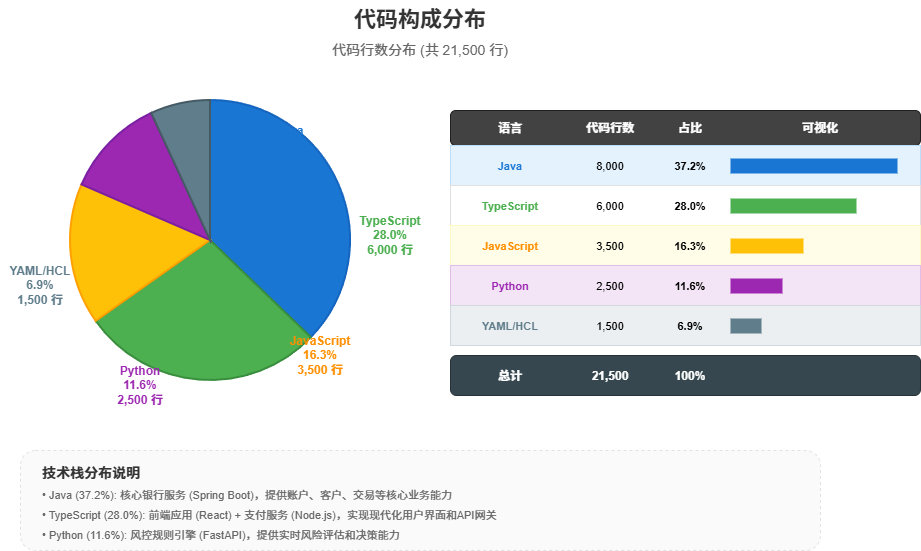 代码构成分布
代码行数分布 (共 21,500 行)
TypeScript
28.0%
6,000 行
YAML/HCL
6.9%
1,500 行
JavaScript
16.3%
3,500 行
Python
11.6%
2,500 行
语言 代码行数 占比 可视化
Java 8,000 37.2%
TypeScript 6,000 28.0%
JavaScript 3,500 16.3%
Python 2,500 11.6%
YAML/HCL 1,500 6.9%
总计 21,500 100%
技术栈分布说明
• Java (37.2%): 核心银行服务 (Spring Boot)，提供账户、客户、交易等核心业务能力
• TypeScript (28.0%): 前端应用 (React) + 支付服务 (Node.js)，实现现代化用户界面和API网关
• Python (11.6%): 风控规则引擎 (FastAPI)，提供实时风险评估和决策能力